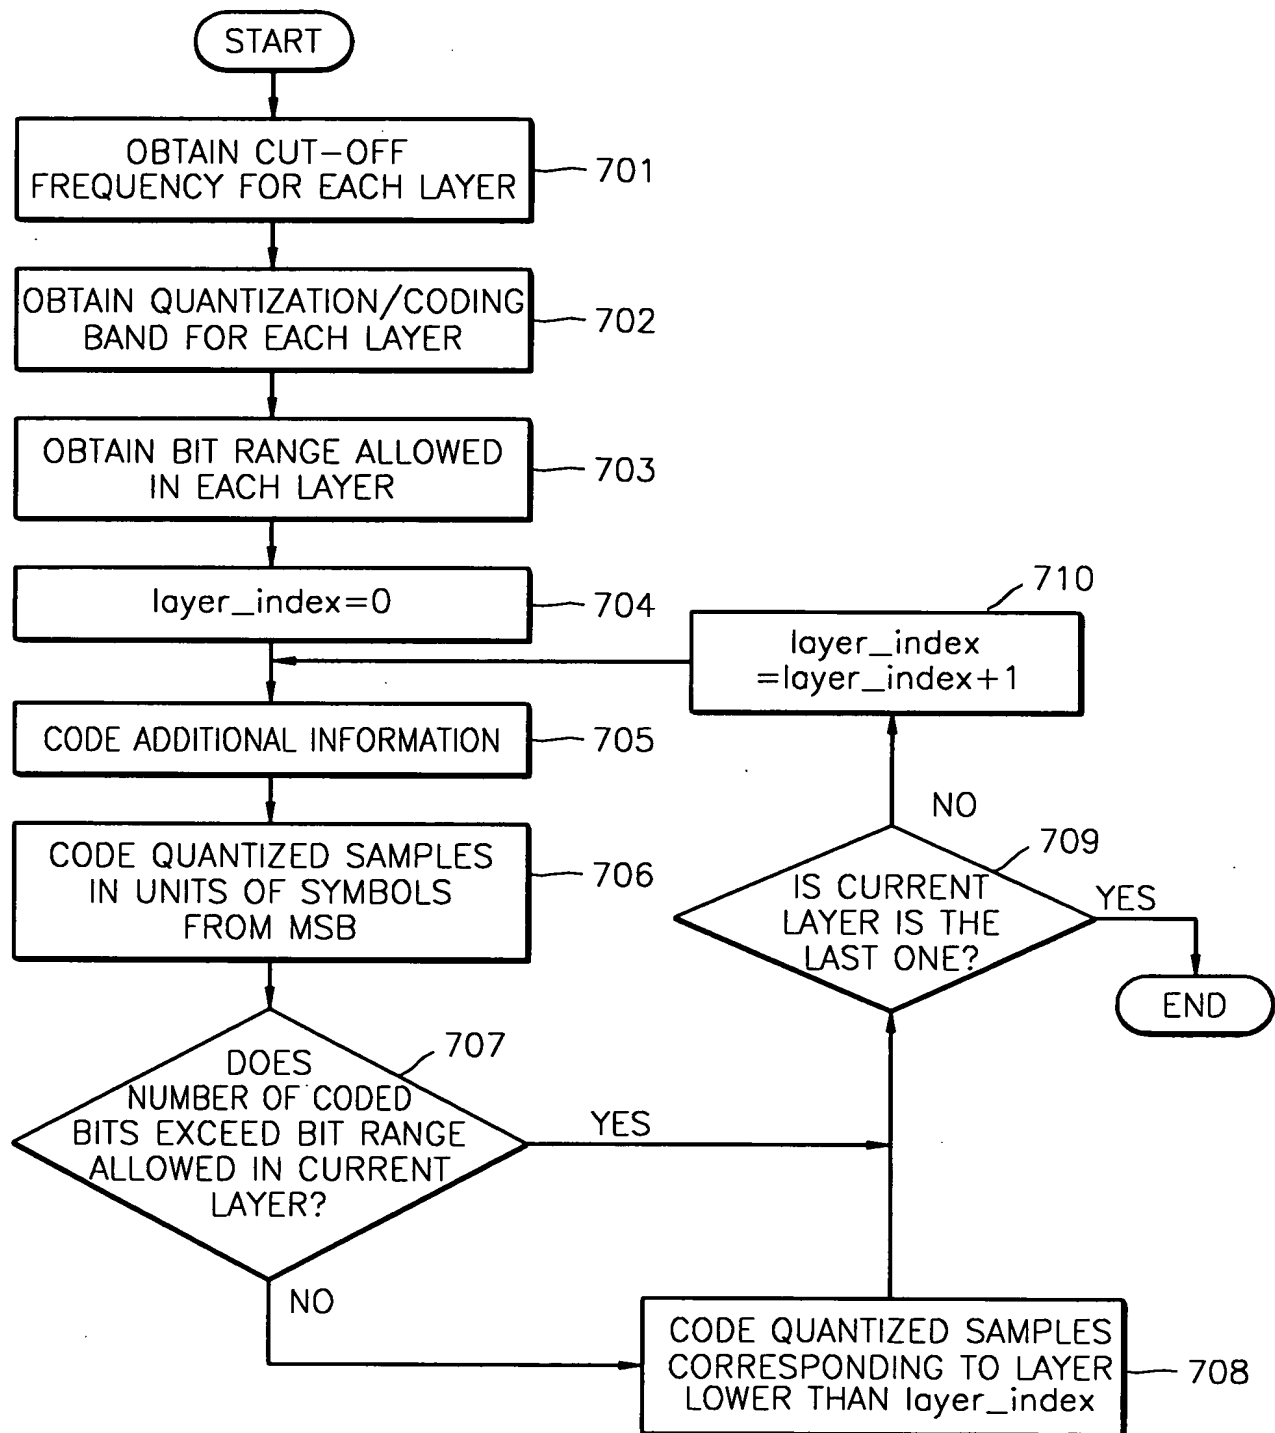 START
OBTAIN CUT-OFF
FREQUENCY FOR EACH LAYER
701
OBTAIN QUANTIZATION/CODING
BAND FOR EACH LAYER
702
OBTAIN BIT RANGE ALLOWED
IN EACH LAYER
703
layer_index=0
704
710
layer_index
=layer_index+1
CODE ADDITIONAL INFORMATION
705
CODE QUANTIZED SAMPLES
IN UNITS OF SYMBOLS
FROM MSB
706
NO
709
IS CURRENT
LAYER IS THE
LAST ONE?
YES
END
707
DOES
NUMBER OF CODED
BITS EXCEED BIT RANGE
ALLOWED IN CURRENT
LAYER?
YES
NO
CODE QUANTIZED SAMPLES
CORRESPONDING TO LAYER
LOWER THAN layer_index
708